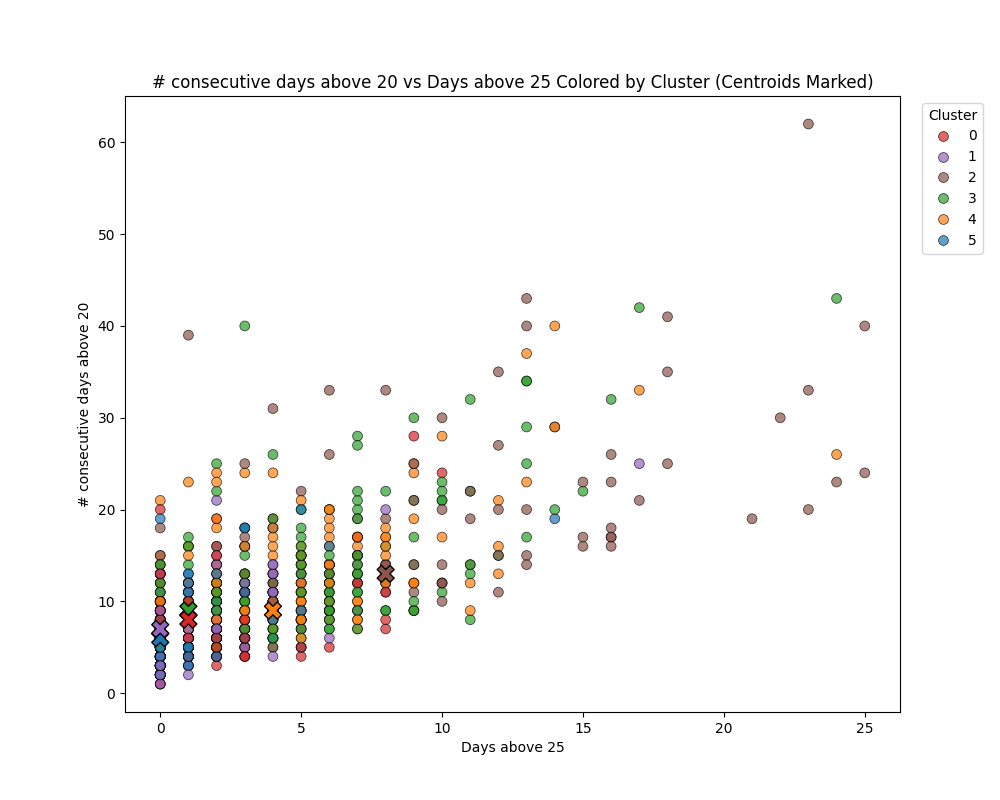 # consecutive days above 20 vs Days above 25 Colored by Cluster (Centroids Marked)
Cluster
0
1
2
3
4
5
60
50
40
30
20
10
0
# consecutive days above 20
0 5 10 15 20 25
Days above 25